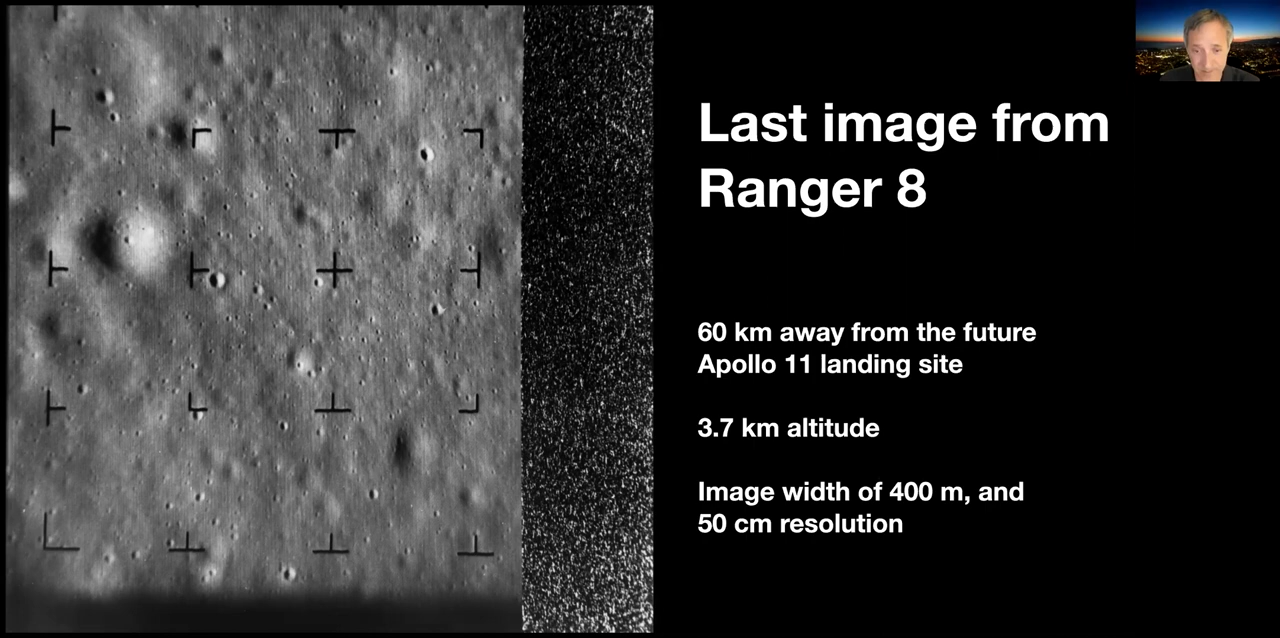 Last image from
Ranger 8
60 km away from the future
Apollo 11 landing site
3.7 km altitude
Image width of 400 m, and
50 cm resolution